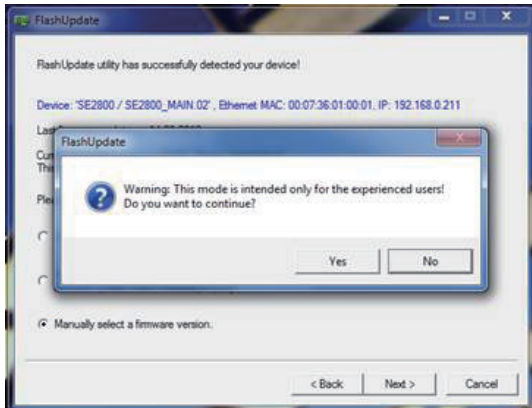 FlashUpdate
FlashUpdate utility has successfully detected your device!
Device: 'SE2800 / SE2800_MAIN.02' , Ethernet MAC: 00:07:36:01:00:01, IP: 192.168.0.211
FlashUpdate
Warning: This mode is intended only for the experienced users!
Do you want to continue?
Yes No
Manually select a firmware version.
< Back Next > Cancel